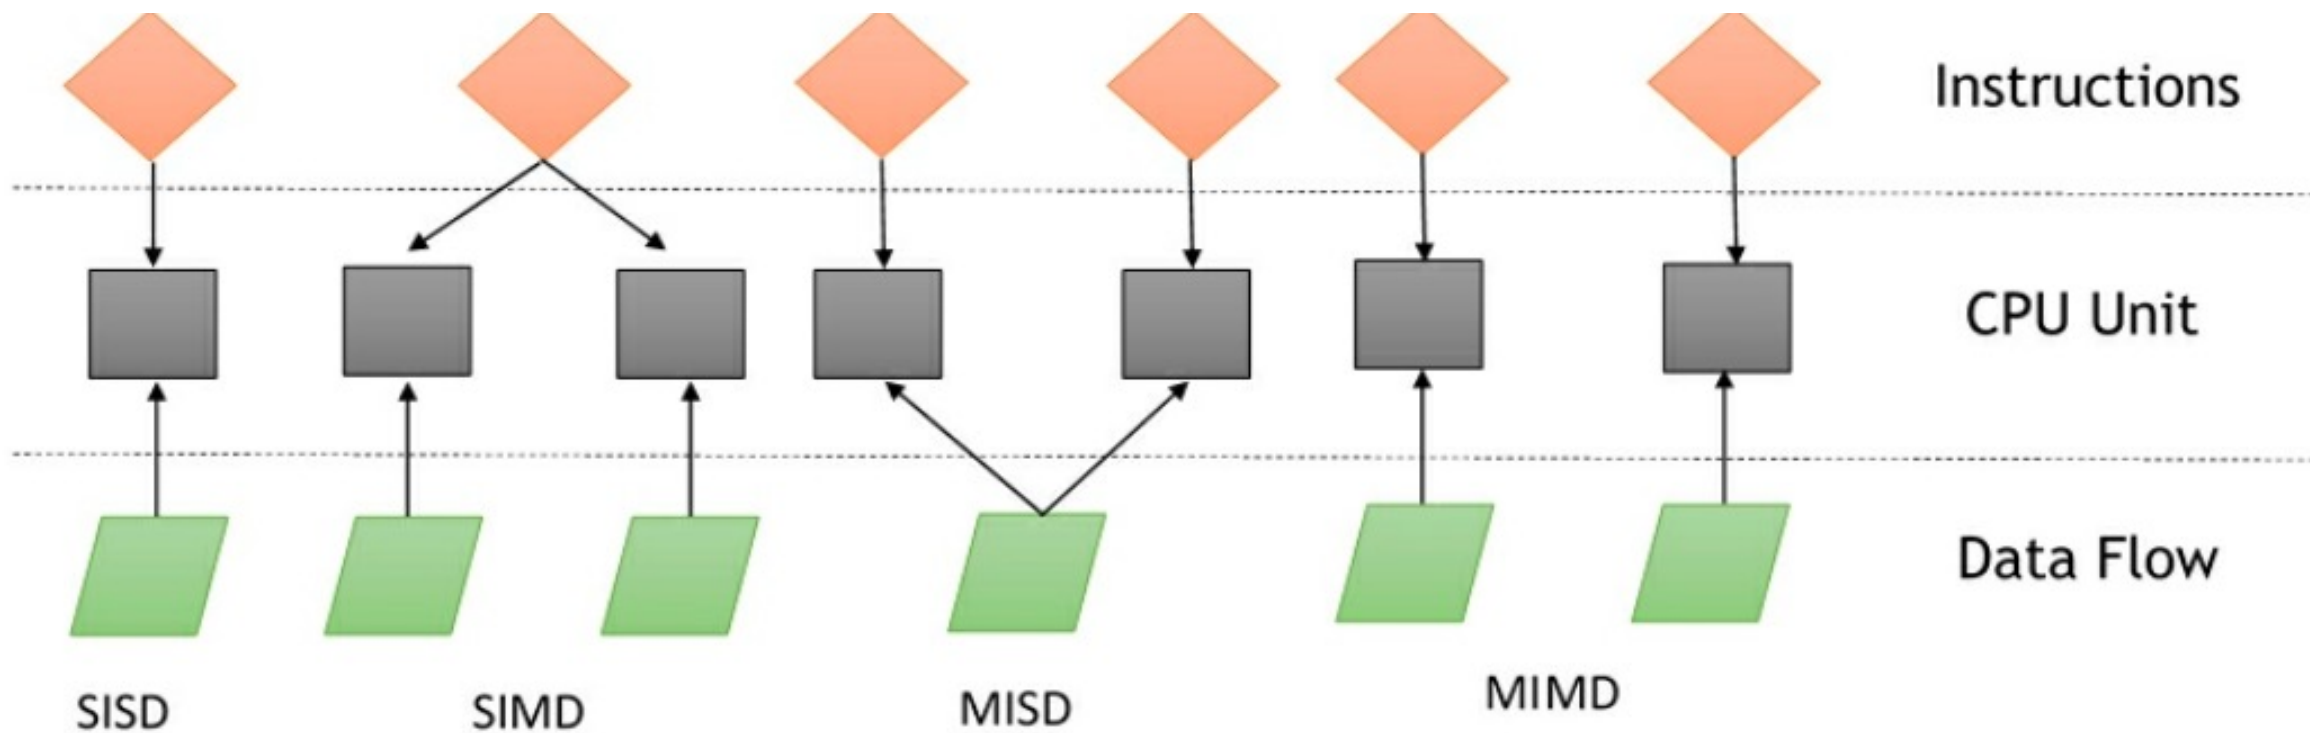 Instructions
CPU Unit
Data Flow
SISD
SIMD
MISD
MIMD